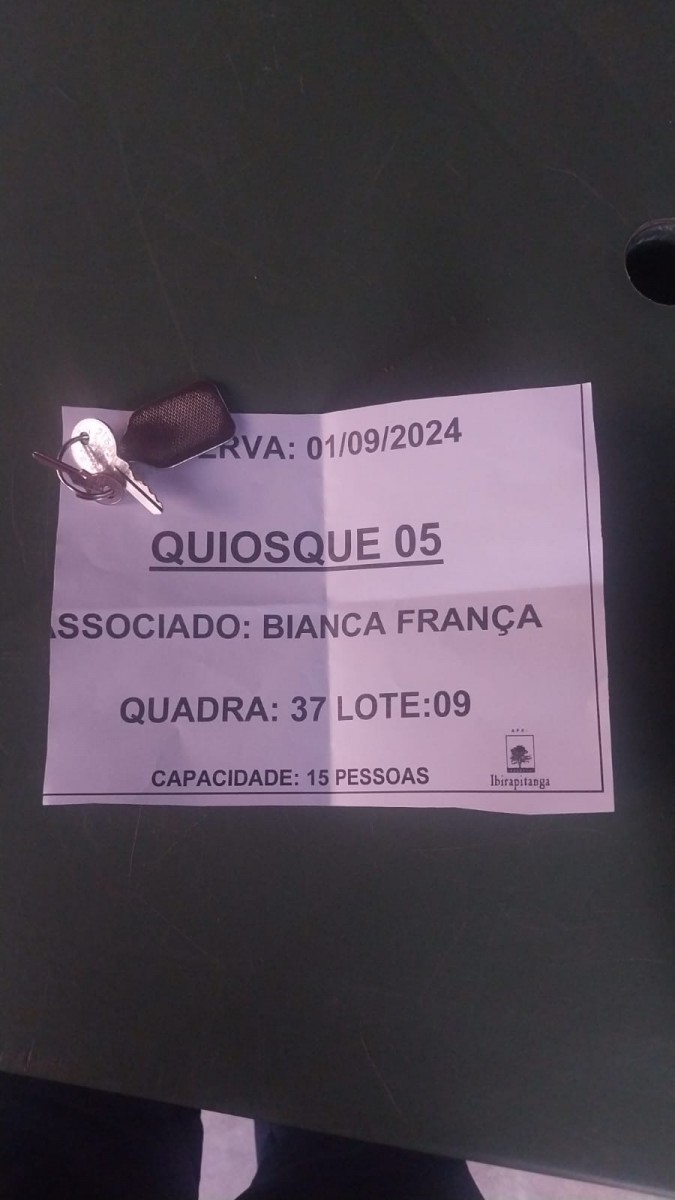 ERVA: 01/09/2024
QUIOSQUE 05
ASSOCIADO: BIANCA FRANÇA
QUADRA: 37 LOTE:09
CAPACIDADE: 15 PESSOAS
Ibirapitanga